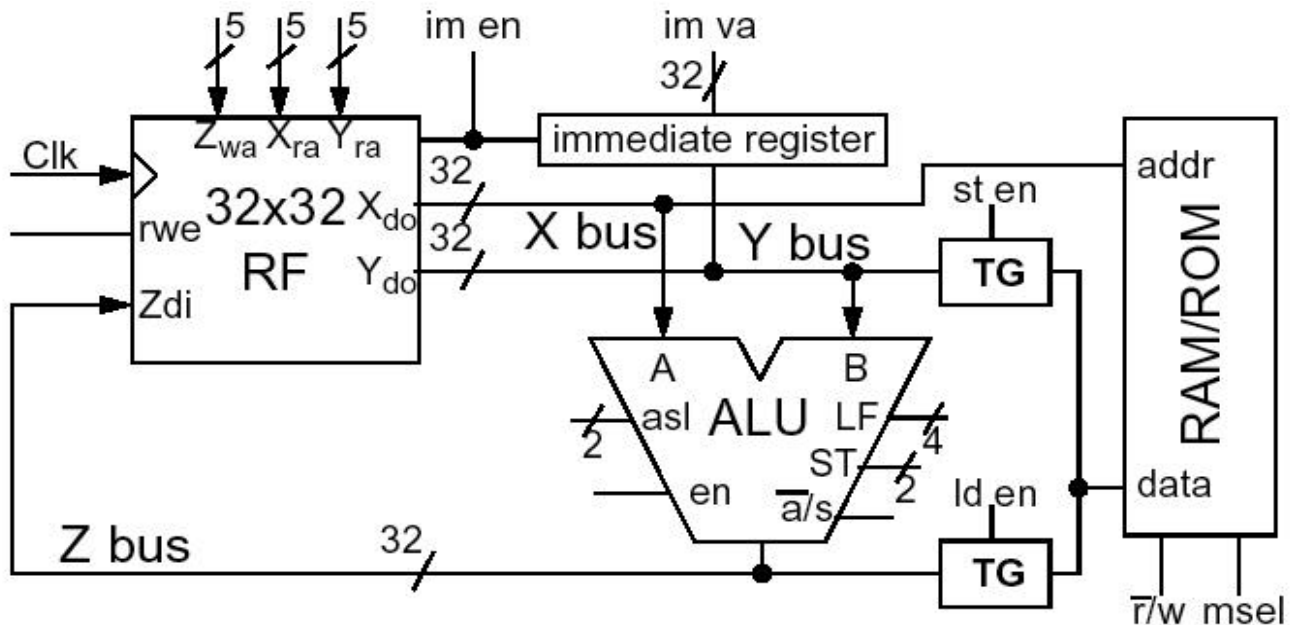 5 5 5 im en im va
32
Zwa Xra Yra immediate register
Clk
32 addr
32x32 Xdo st en
rwe 32 X bus Y bus
RF Ydo TG
Zdi
RAM/ROM
A B
asl ALU LF
2 4
ST
en 2
a̅/s ld en data
Z bus 32
TG
r̅/w msel